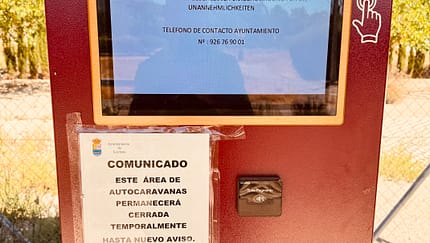 UNANNEHMLICHKEITEN
TELEFONO DE CONTACTO AYUNTAMIENTO
Nº : 926 76 90 01
COMUNICADO
ESTE ÁREA DE
AUTOCARAVANAS
PERMANECERÁ
CERRADA
TEMPORALMENTE
HASTA NUEVO AVISO.